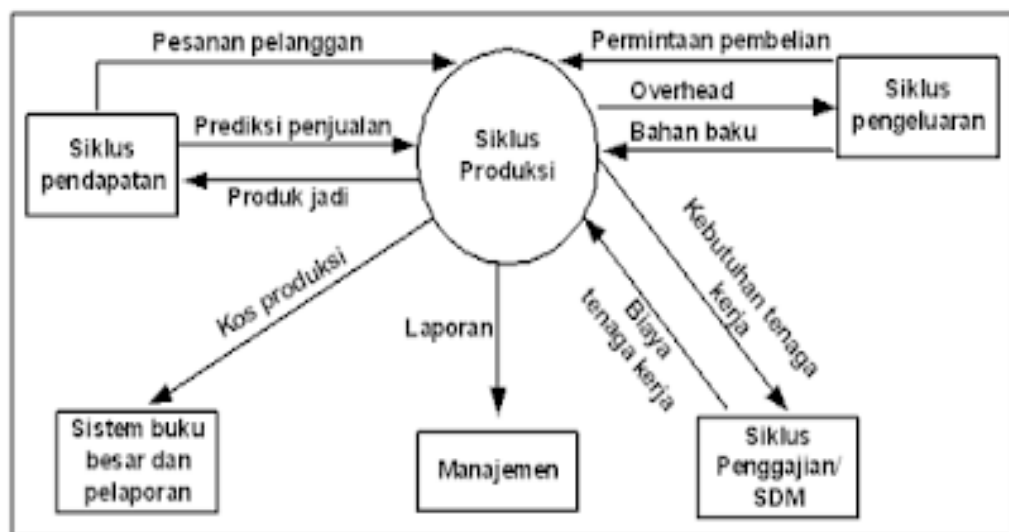 Pesanan pelanggan
Permintaan pembelian
Siklus
pendapatan
Prediksi penjualan
Produk jadi
Siklus
Produksi
Overhead
Bahan baku
Siklus
pengeluaran
Kos produksi
Laporan
Biaya
tenaga kerja
Kebutuhan tenaga
kerja
Sistem buku
besar dan
pelaporan
Manajemen
Siklus
Penggajian/
SDM